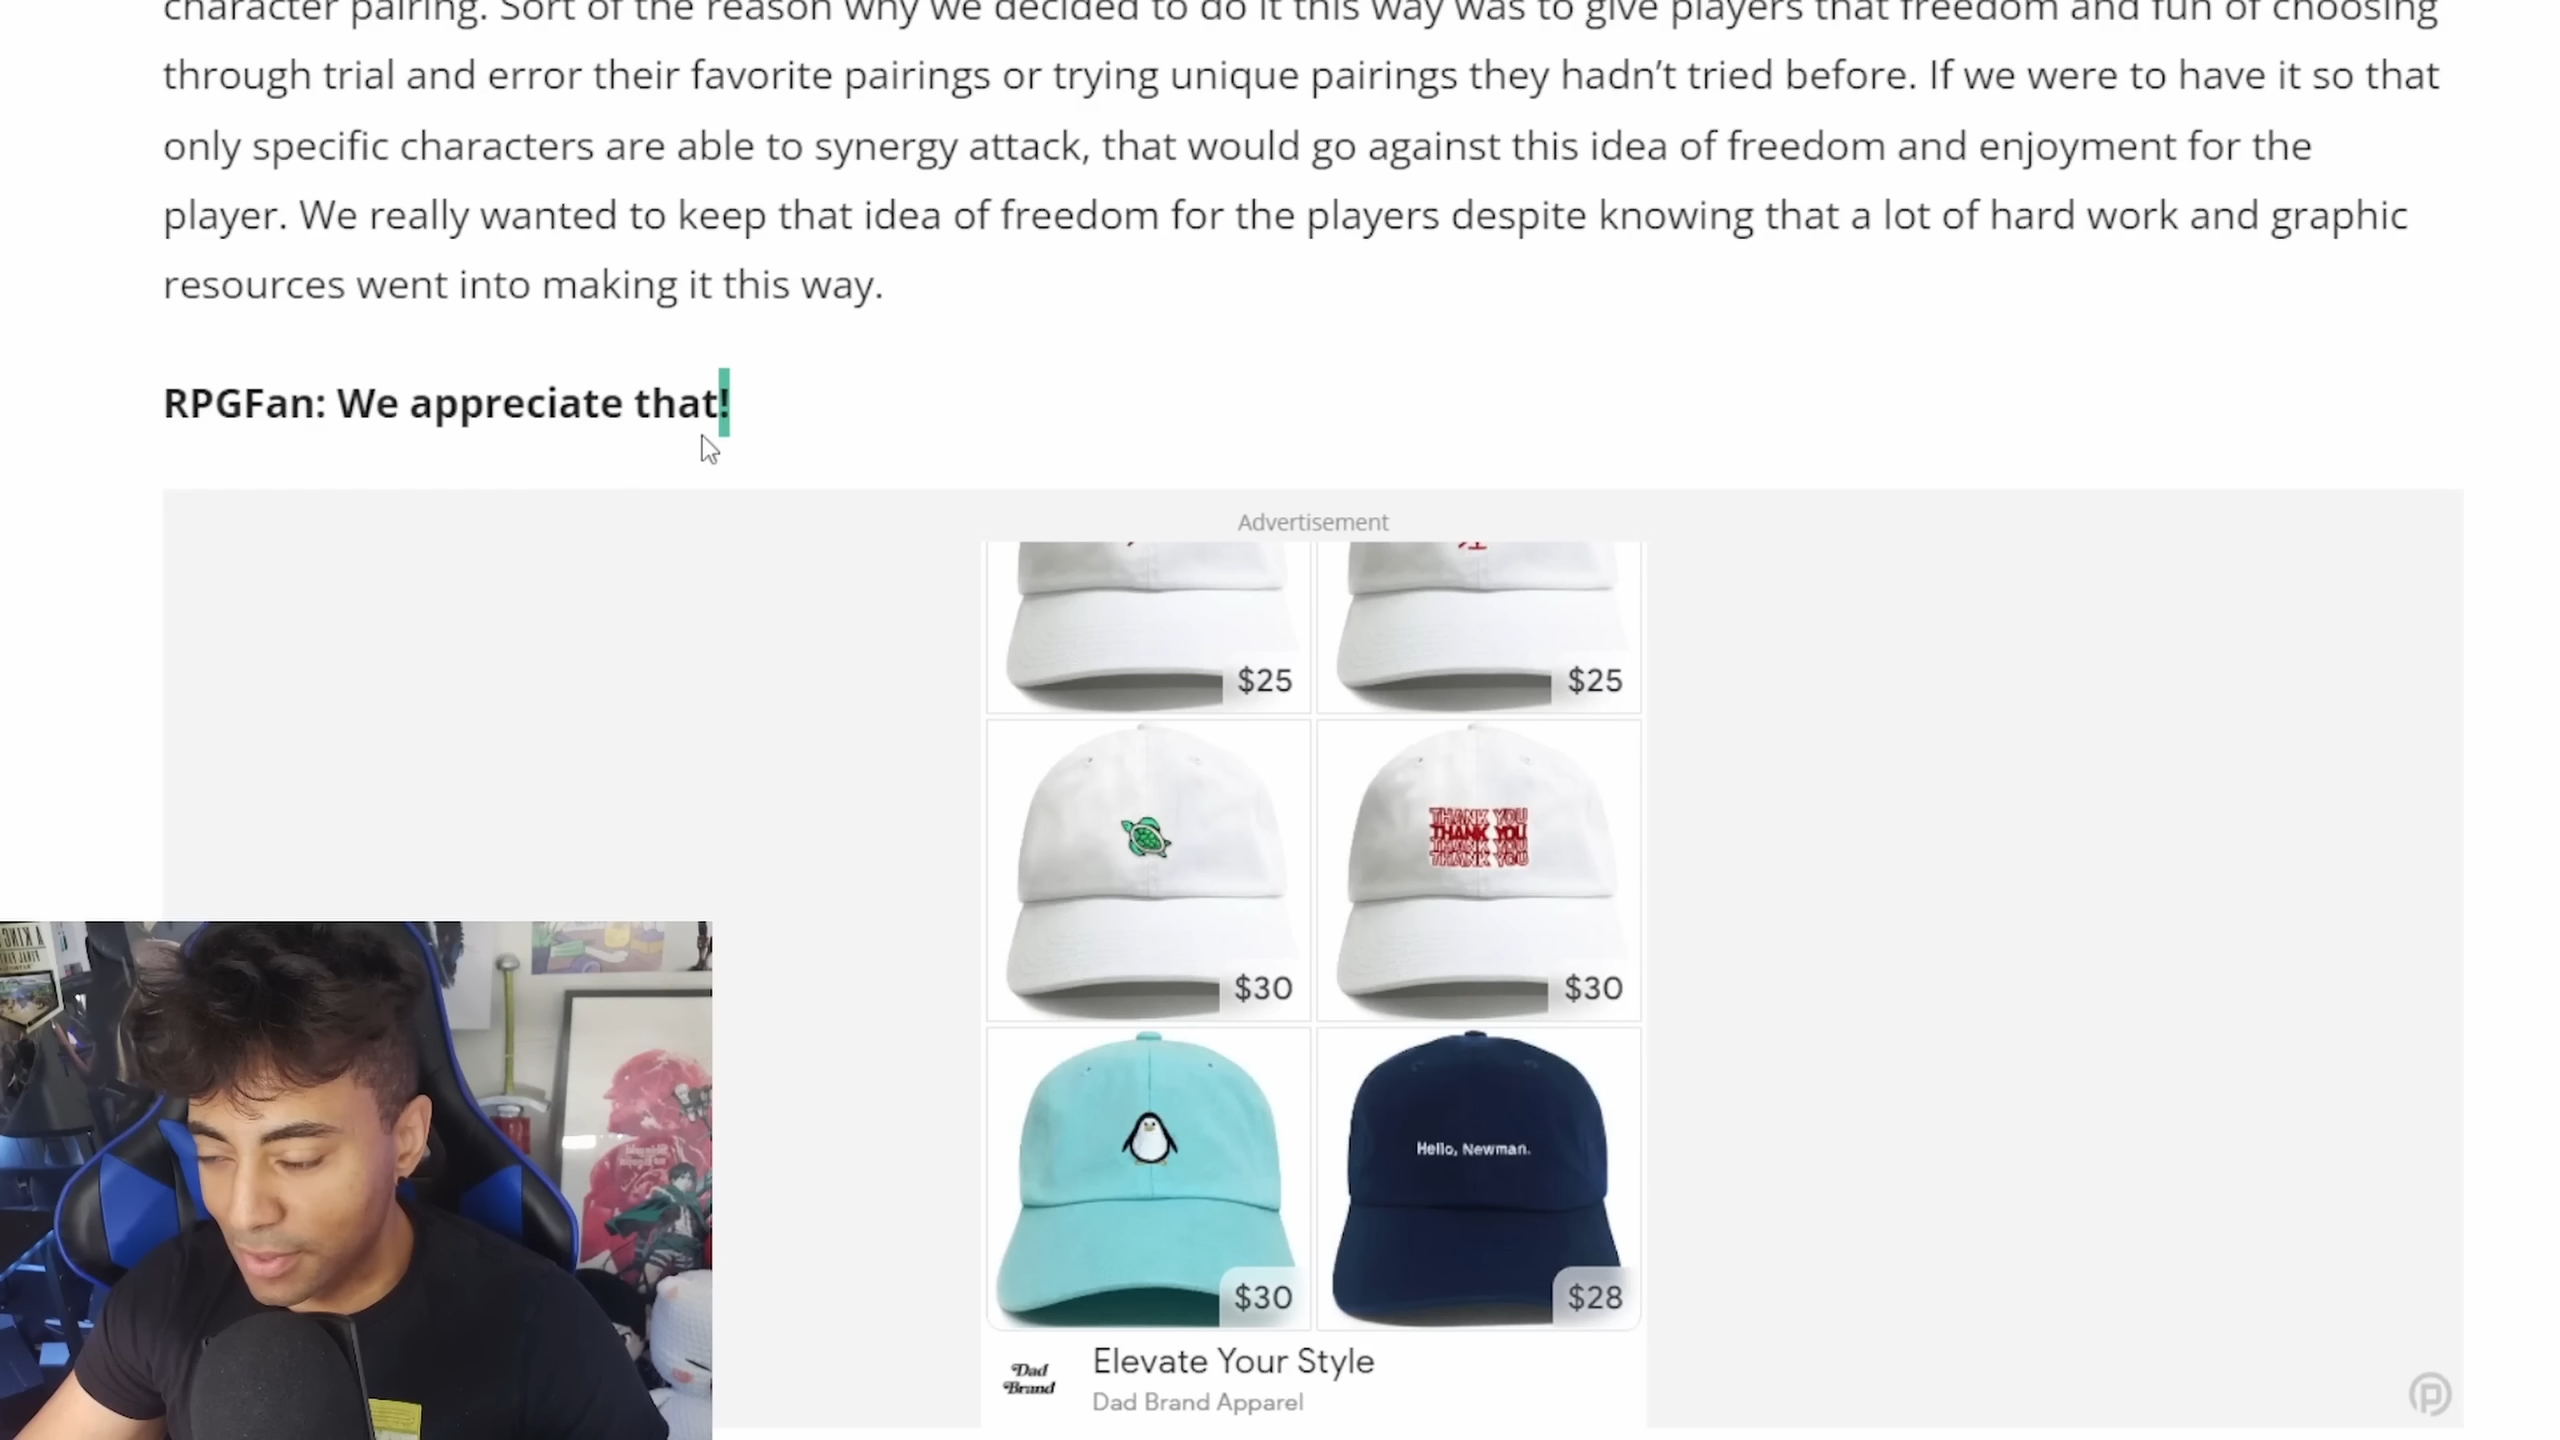 character pairing. Sort of the reason why we decided to do it this way was to give players that freedom and fun of choosing
through trial and error their favorite pairings or trying unique pairings they hadn’t tried before. If we were to have it so that
only specific characters are able to synergy attack, that would go against this idea of freedom and enjoyment for the
player. We really wanted to keep that idea of freedom for the players despite knowing that a lot of hard work and graphic
resources went into making it this way.
RPGFan: We appreciate that!
Advertisement
$25
$25
THANK YOU
THANK YOU
THANK YOU
THANK YOU
$30
$30
Hello, Newman.
$30
$28
Dad
Brand
Elevate Your Style
Dad Brand Apparel